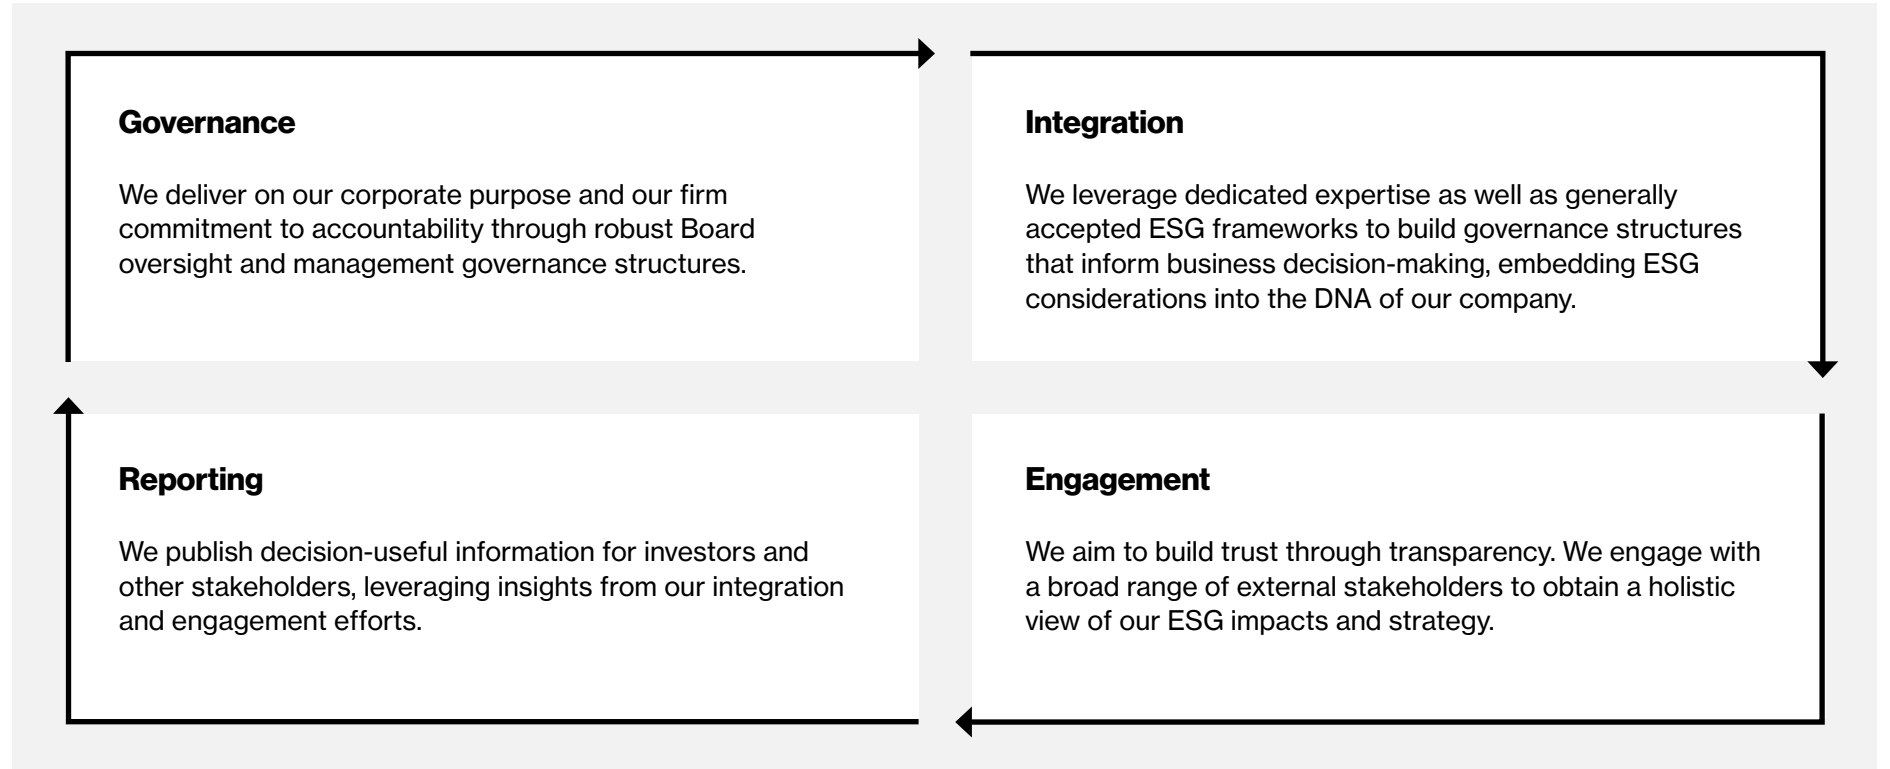 Governance
We deliver on our corporate purpose and our firm
commitment to accountability through robust Board
oversight and management governance structures.
Integration
We leverage dedicated expertise as well as generally
accepted ESG frameworks to build governance structures
that inform business decision-making, embedding ESG
considerations into the DNA of our company.
Reporting
We publish decision-useful information for investors and
other stakeholders, leveraging insights from our integration
and engagement efforts.
Engagement
We aim to build trust through transparency. We engage with
a broad range of external stakeholders to obtain a holistic
view of our ESG impacts and strategy.